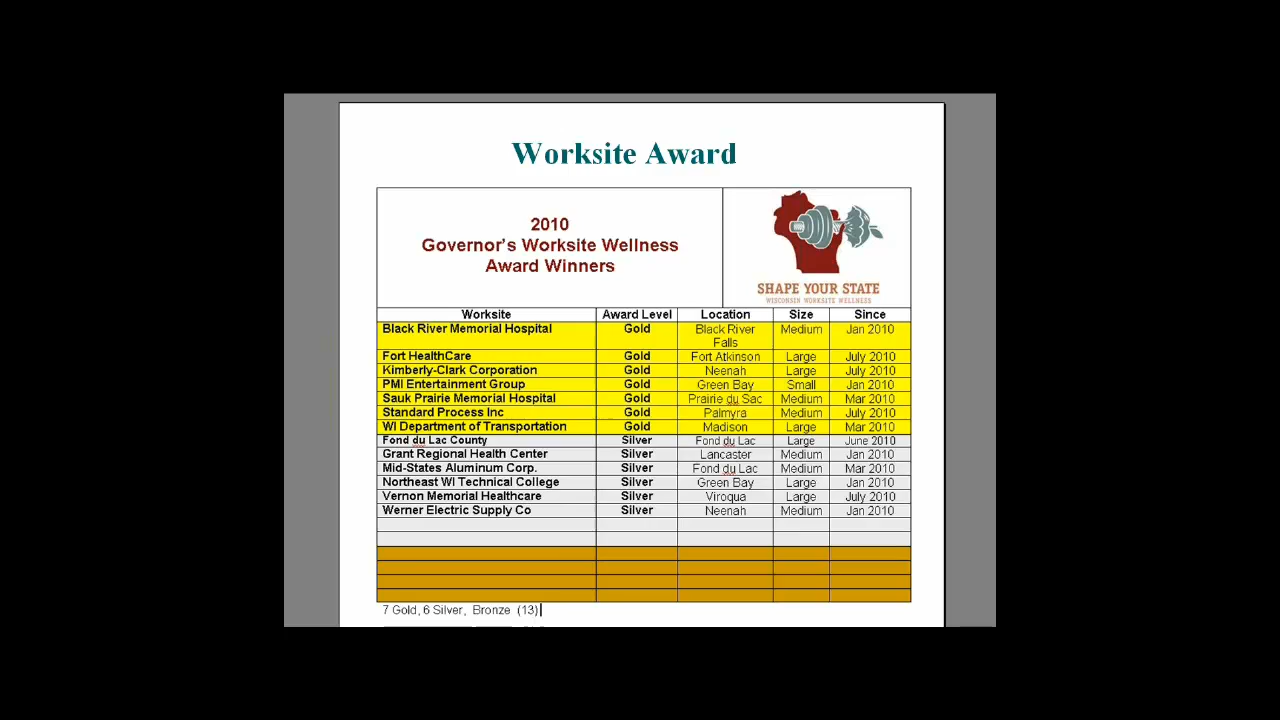 Worksite Award
2010
Governor's Worksite Wellness
Award Winners
SHAPE YOUR STATE
WISCONSIN WORKSITE WELLNESS
Worksite Award Level Location Size Since
Black River Memorial Hospital Gold Black River Medium Jan 2010
Falls
Fort HealthCare Gold Fort Atkinson Large July 2010
Kimberly-Clark Corporation Gold Neenah Large July 2010
PMI Entertainment Group Gold Green Bay Small Jan 2010
Sauk Prairie Memorial Hospital Gold Prairie du Sac Medium Mar 2010
Standard Process Inc Gold Palmyra Medium July 2010
WI Department of Transportation Gold Madison Large Mar 2010
Fond du Lac County Silver Fond du Lac Large June 2010
Grant Regional Health Center Silver Lancaster Medium Jan 2010
Mid-States Aluminum Corp. Silver Fond du Lac Medium Mar 2010
Northeast WI Technical College Silver Green Bay Large Jan 2010
Vernon Memorial Healthcare Silver Viroqua Large July 2010
Werner Electric Supply Co Silver Neenah Medium Jan 2010
7 Gold, 6 Silver, Bronze (13)